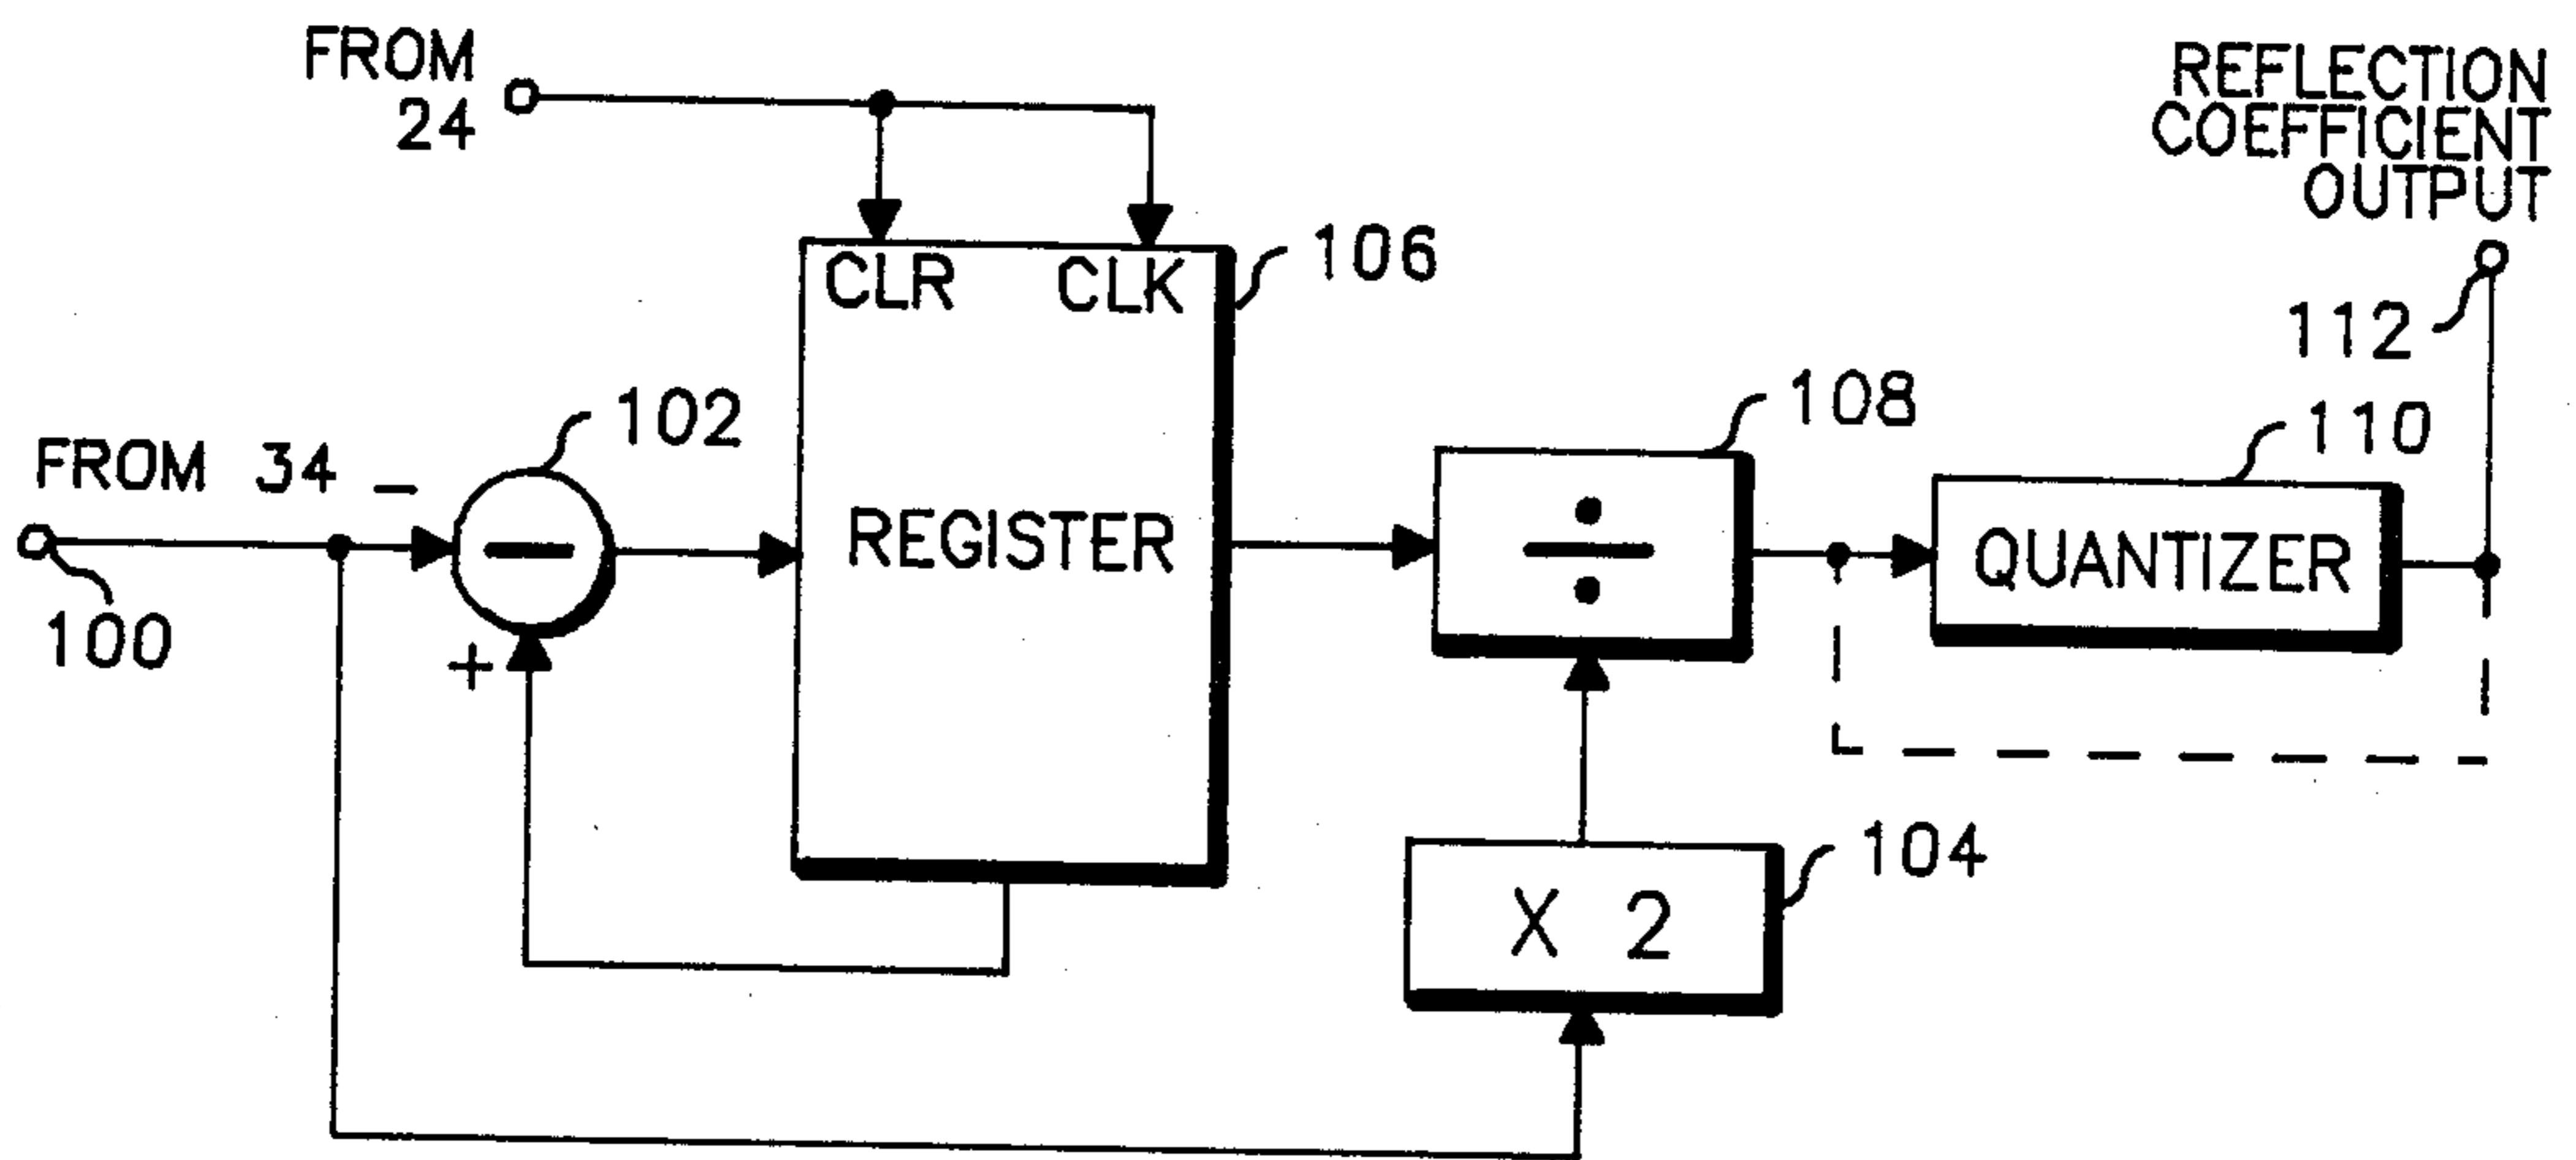 FROM
24
REFLECTION
COEFFICIENT
OUTPUT
CLR CLK
106
112
102
108
110
FROM 34 −
−
REGISTER
÷
QUANTIZER
100
+
104
X 2